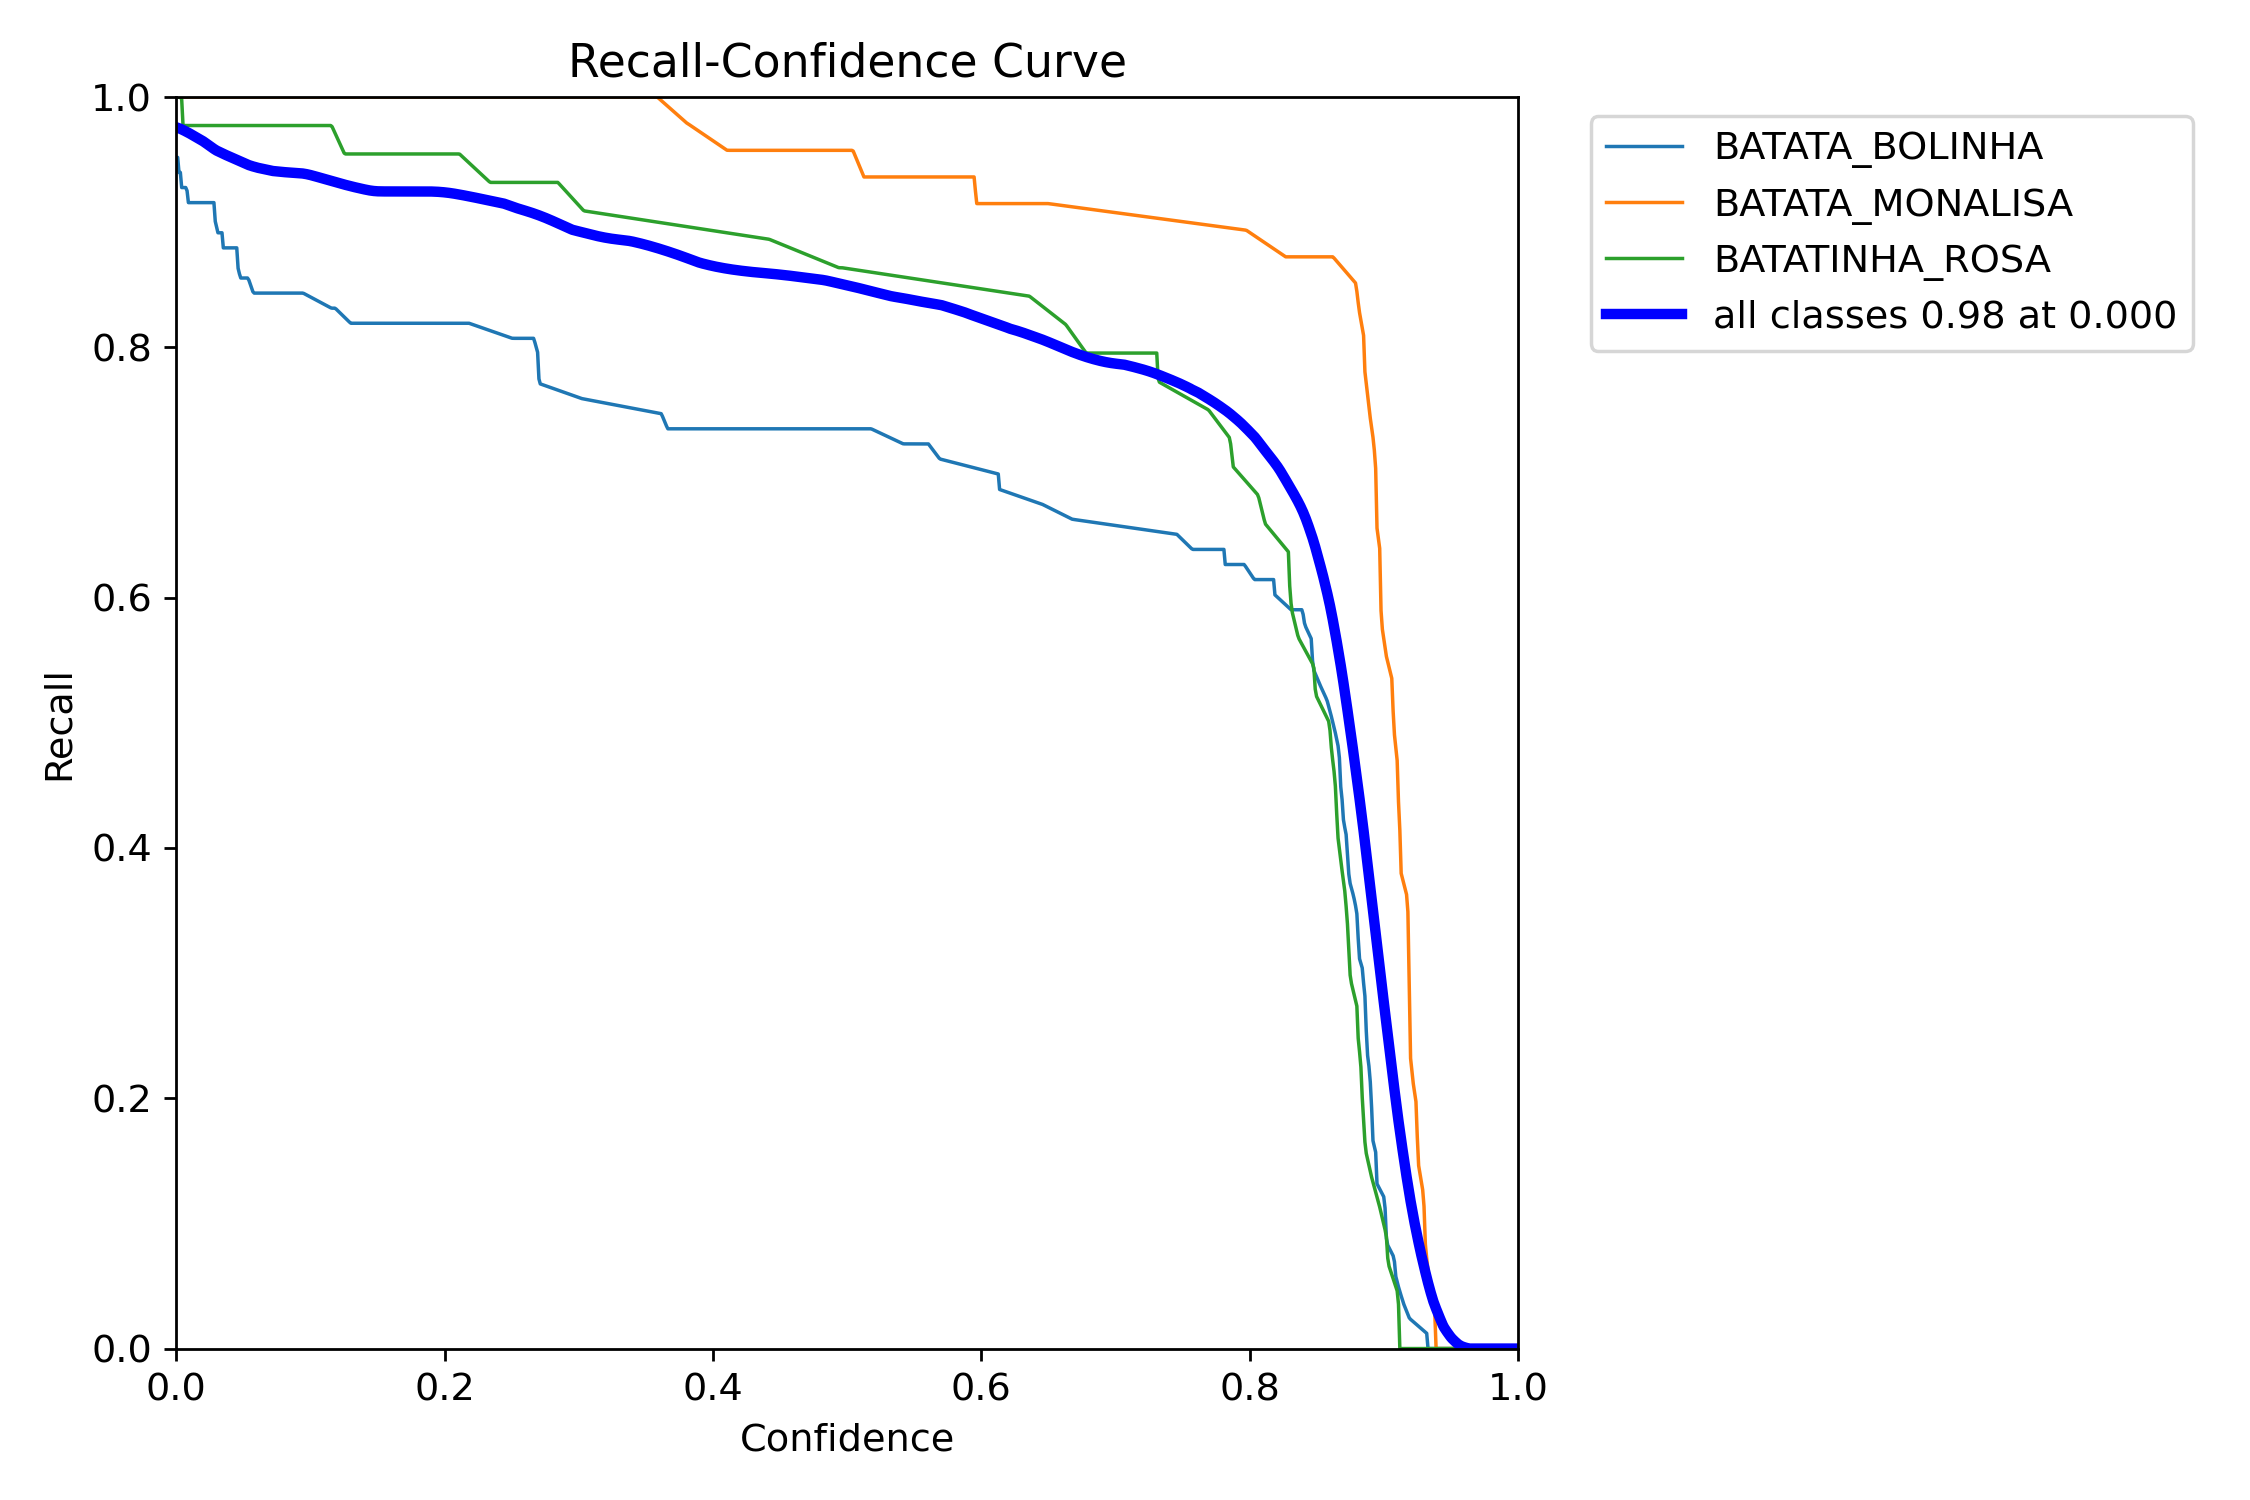 Recall-Confidence Curve
1.0
0.8
0.6
0.4
0.2
0.0
Recall
0.0 0.2 0.4 0.6 0.8 1.0
Confidence
BATATA_BOLINHA
BATATA_MONALISA
BATATINHA_ROSA
all classes 0.98 at 0.000